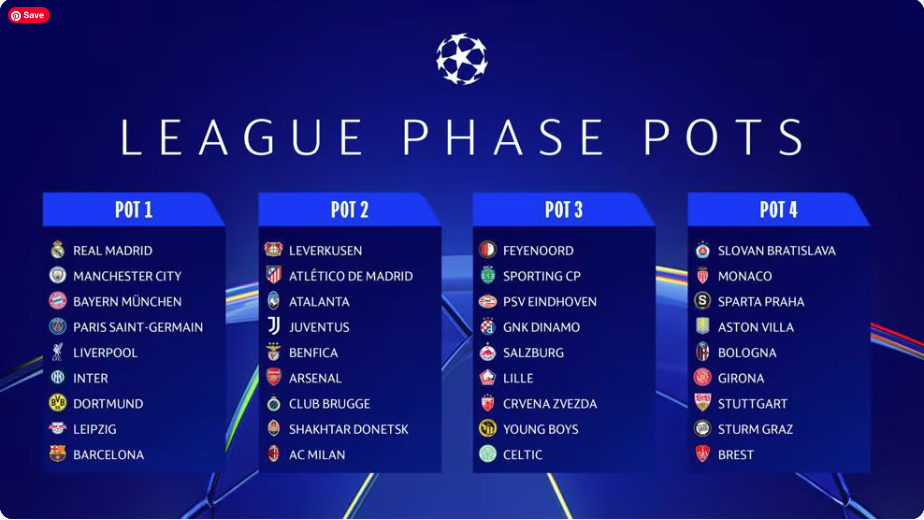 Save
LEAGUE PHASE POTS
POT 1
REAL MADRID
MANCHESTER CITY
BAYERN MÜNCHEN
PARIS SAINT-GERMAIN
LIVERPOOL
INTER
DORTMUND
LEIPZIG
BARCELONA
POT 2
LEVERKUSEN
ATLÉTICO DE MADRID
ATALANTA
JUVENTUS
BENFICA
ARSENAL
CLUB BRUGGE
SHAKHTAR DONETSK
AC MILAN
POT 3
FEYENOORD
SPORTING CP
PSV EINDHOVEN
GNK DINAMO
SALZBURG
LILLE
CRVENA ZVEZDA
YOUNG BOYS
CELTIC
POT 4
SLOVAN BRATISLAVA
MONACO
SPARTA PRAHA
ASTON VILLA
BOLOGNA
GIRONA
STUTTGART
STURM GRAZ
BREST